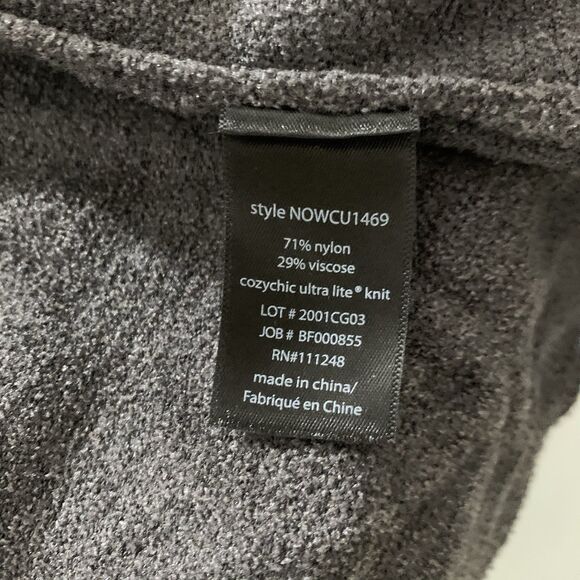 style NOWCU1469
71% nylon
29% viscose
cozychic ultra lite® knit
LOT # 2001CG03
JOB # BF000855
RN#111248
made in china/
Fabriqué en Chine